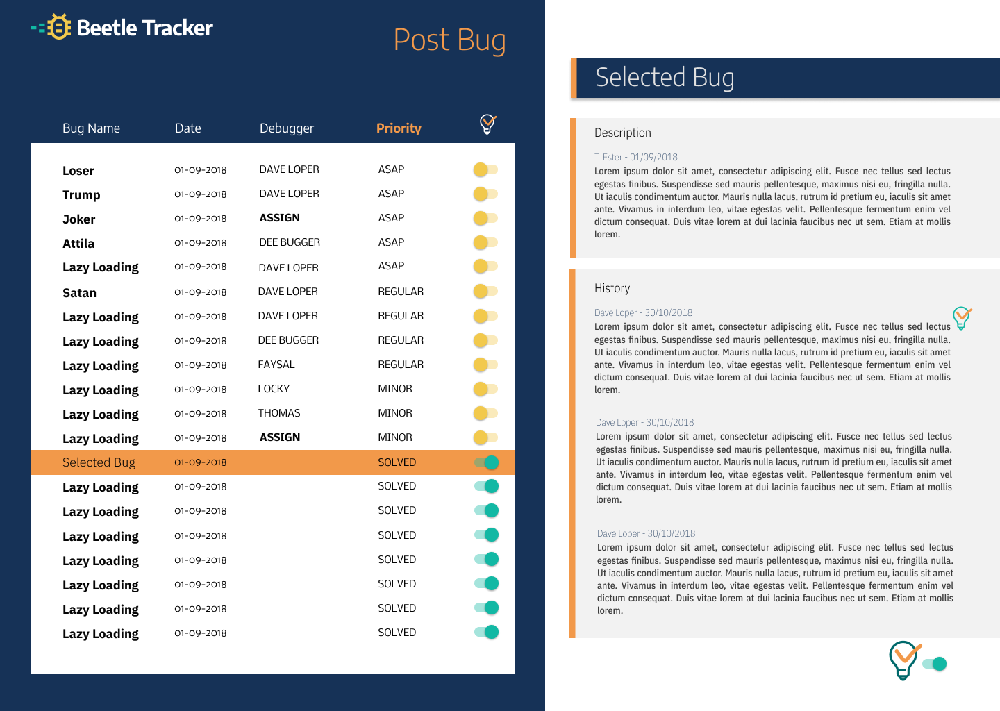 Beetle Tracker
Post Bug
Bug Name Date Debugger Priority
Loser 01-09-2018 DAVE LOPER ASAP
Trump 01-09-2018 DAVE LOPER ASAP
Joker 01-09-2018 ASSIGN ASAP
Attila 01-09-2018 DEE BUGGER ASAP
Lazy Loading 01-09-2018 DAVE LOPER ASAP
Satan 01-09-2018 DAVE LOPER REGULAR
Lazy Loading 01-09-2018 DAVE LOPER REGULAR
Lazy Loading 01-09-2018 DEE BUGGER REGULAR
Lazy Loading 01-09-2018 FAYSAL REGULAR
Lazy Loading 01-09-2018 LOCKY MINOR
Lazy Loading 01-09-2018 THOMAS MINOR
Lazy Loading 01-09-2018 ASSIGN MINOR
Selected Bug 01-09-2018 SOLVED
Lazy Loading 01-09-2018 SOLVED
Lazy Loading 01-09-2018 SOLVED
Lazy Loading 01-09-2018 SOLVED
Lazy Loading 01-09-2018 SOLVED
Lazy Loading 01-09-2018 SOLVED
Lazy Loading 01-09-2018 SOLVED
Lazy Loading 01-09-2018 SOLVED
Selected Bug
Description
T. Ester - 01/09/2018
Lorem ipsum dolor sit amet, consectetur adipiscing elit. Fusce nec tellus sed lectus
egestas finibus. Suspendisse sed mauris pellentesque, maximus nisi eu, fringilla nulla.
Ut iaculis condimentum auctor. Mauris nulla lacus, rutrum id pretium eu, iaculis sit amet
ante. Vivamus in interdum leo, vitae egestas velit. Pellentesque fermentum enim vel
dictum consequat. Duis vitae lorem at dui lacinia faucibus nec ut sem. Etiam at mollis
lorem.
History
Dave Loper - 30/10/2018
Lorem ipsum dolor sit amet, consectetur adipiscing elit. Fusce nec tellus sed lectus
egestas finibus. Suspendisse sed mauris pellentesque, maximus nisi eu, fringilla nulla.
Ut iaculis condimentum auctor. Mauris nulla lacus, rutrum id pretium eu, iaculis sit amet
ante. Vivamus in interdum leo, vitae egestas velit. Pellentesque fermentum enim vel
dictum consequat. Duis vitae lorem at dui lacinia faucibus nec ut sem. Etiam at mollis
lorem.
Dave Loper - 30/10/2018
Lorem ipsum dolor sit amet, consectetur adipiscing elit. Fusce nec tellus sed lectus
egestas finibus. Suspendisse sed mauris pellentesque, maximus nisi eu, fringilla nulla.
Ut iaculis condimentum auctor. Mauris nulla lacus, rutrum id pretium eu, iaculis sit amet
ante. Vivamus in interdum leo, vitae egestas velit. Pellentesque fermentum enim vel
dictum consequat. Duis vitae lorem at dui lacinia faucibus nec ut sem. Etiam at mollis
lorem.
Dave Loper - 30/10/2018
Lorem ipsum dolor sit amet, consectetur adipiscing elit. Fusce nec tellus sed lectus
egestas finibus. Suspendisse sed mauris pellentesque, maximus nisi eu, fringilla nulla.
Ut iaculis condimentum auctor. Mauris nulla lacus, rutrum id pretium eu, iaculis sit amet
ante. Vivamus in interdum leo, vitae egestas velit. Pellentesque fermentum enim vel
dictum consequat. Duis vitae lorem at dui lacinia faucibus nec ut sem. Etiam at mollis
lorem.